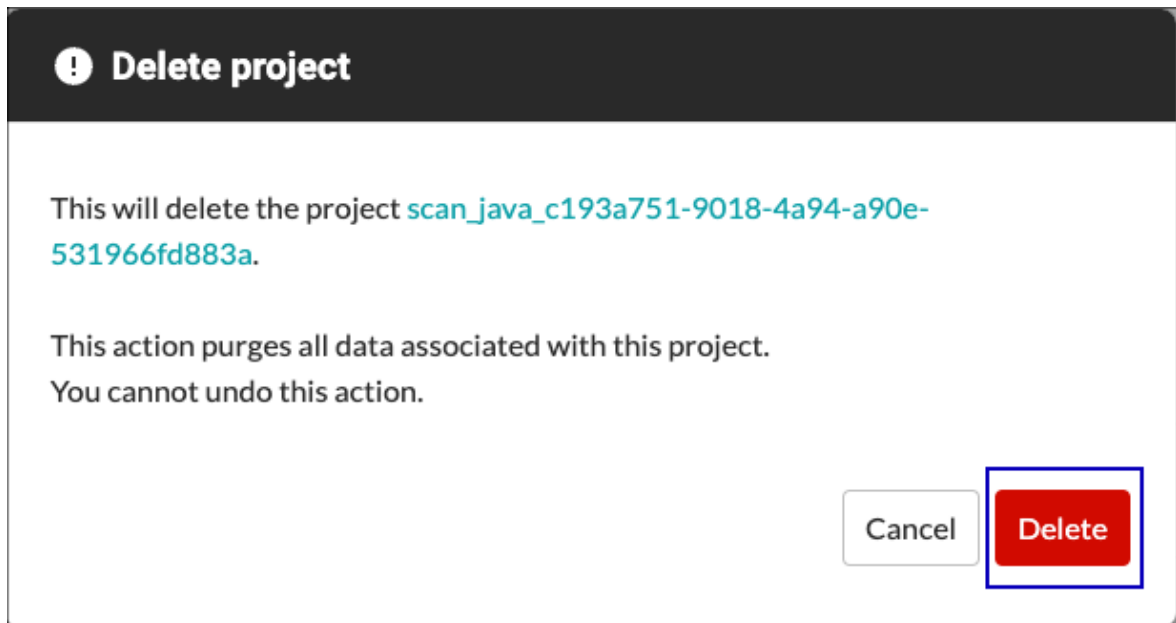 Delete project
This will delete the project scan_java_c193a751-9018-4a94-a90e-
531966fd883a.
This action purges all data associated with this project.
You cannot undo this action.
Cancel Delete